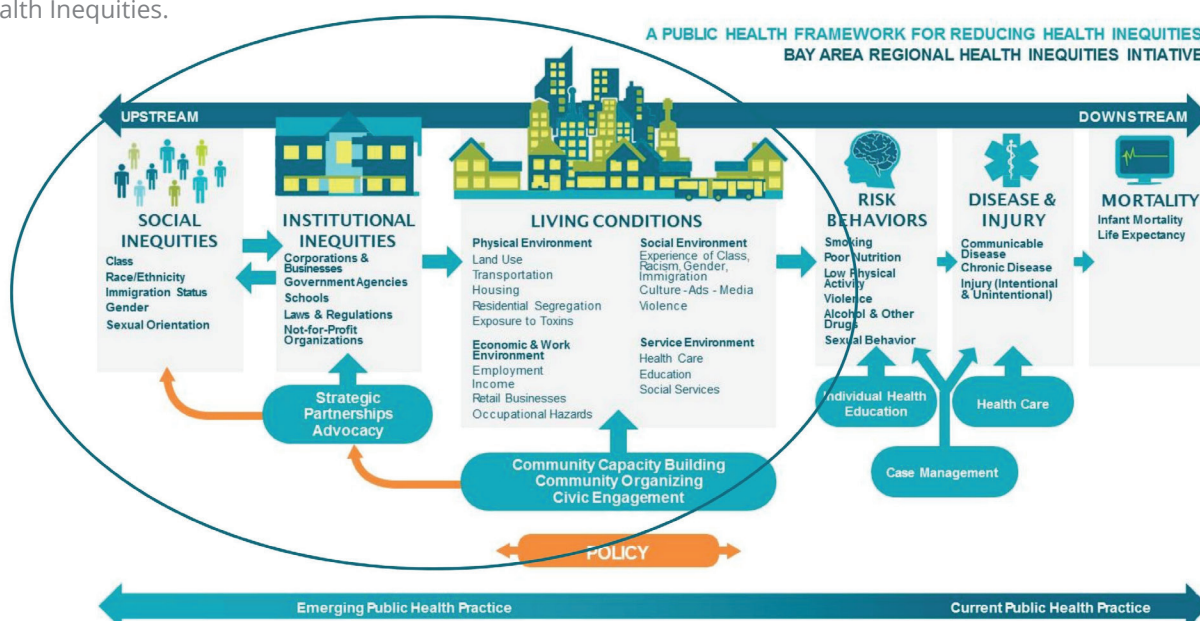 alth Inequities.
A PUBLIC HEALTH FRAMEWORK FOR REDUCING HEALTH INEQUITIES
BAY AREA REGIONAL HEALTH INEQUITIES INTIATIVE
UPSTREAM
DOWNSTREAM
SOCIAL
INEQUITIES
Class
Race/Ethnicity
Immigration Status
Gender
Sexual Orientation
INSTITUTIONAL
INEQUITIES
Corporations &
Businesses
Government Agencies
Schools
Laws & Regulations
Not-for-Profit
Organizations
Strategic
Partnerships
Advocacy
LIVING CONDITIONS
Physical Environment
Land Use
Transportation
Housing
Residential Segregation
Exposure to Toxins
Economic & Work
Environment
Employment
Income
Retail Businesses
Occupational Hazards
Social Environment
Experience of Class,
Racism, Gender,
Immigration
Culture - Ads - Media
Violence
Service Environment
Health Care
Education
Social Services
Community Capacity Building
Community Organizing
Civic Engagement
RISK
BEHAVIORS
Smoking
Poor Nutrition
Low Physical
Activity
Violence
Alcohol & Other
Drugs
Sexual Behavior
Individual Health
Education
DISEASE &
INJURY
Communicable
Disease
Chronic Disease
Injury (Intentional
& Unintentional)
Health Care
Case Management
MORTALITY
Infant Mortality
Life Expectancy
POLICY
Emerging Public Health Practice
Current Public Health Practice